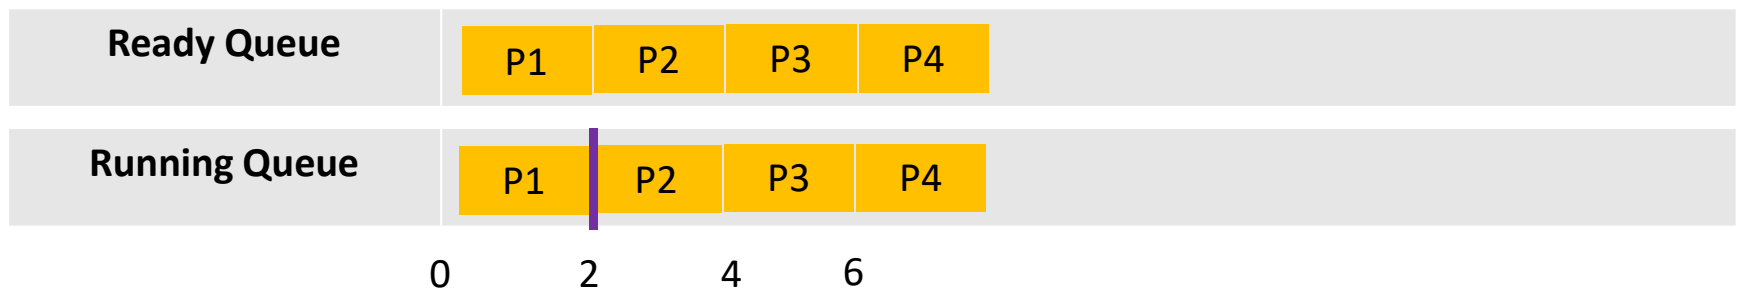 Ready Queue P1 P2 P3 P4
Running Queue P1 P2 P3 P4
0 2 4 6